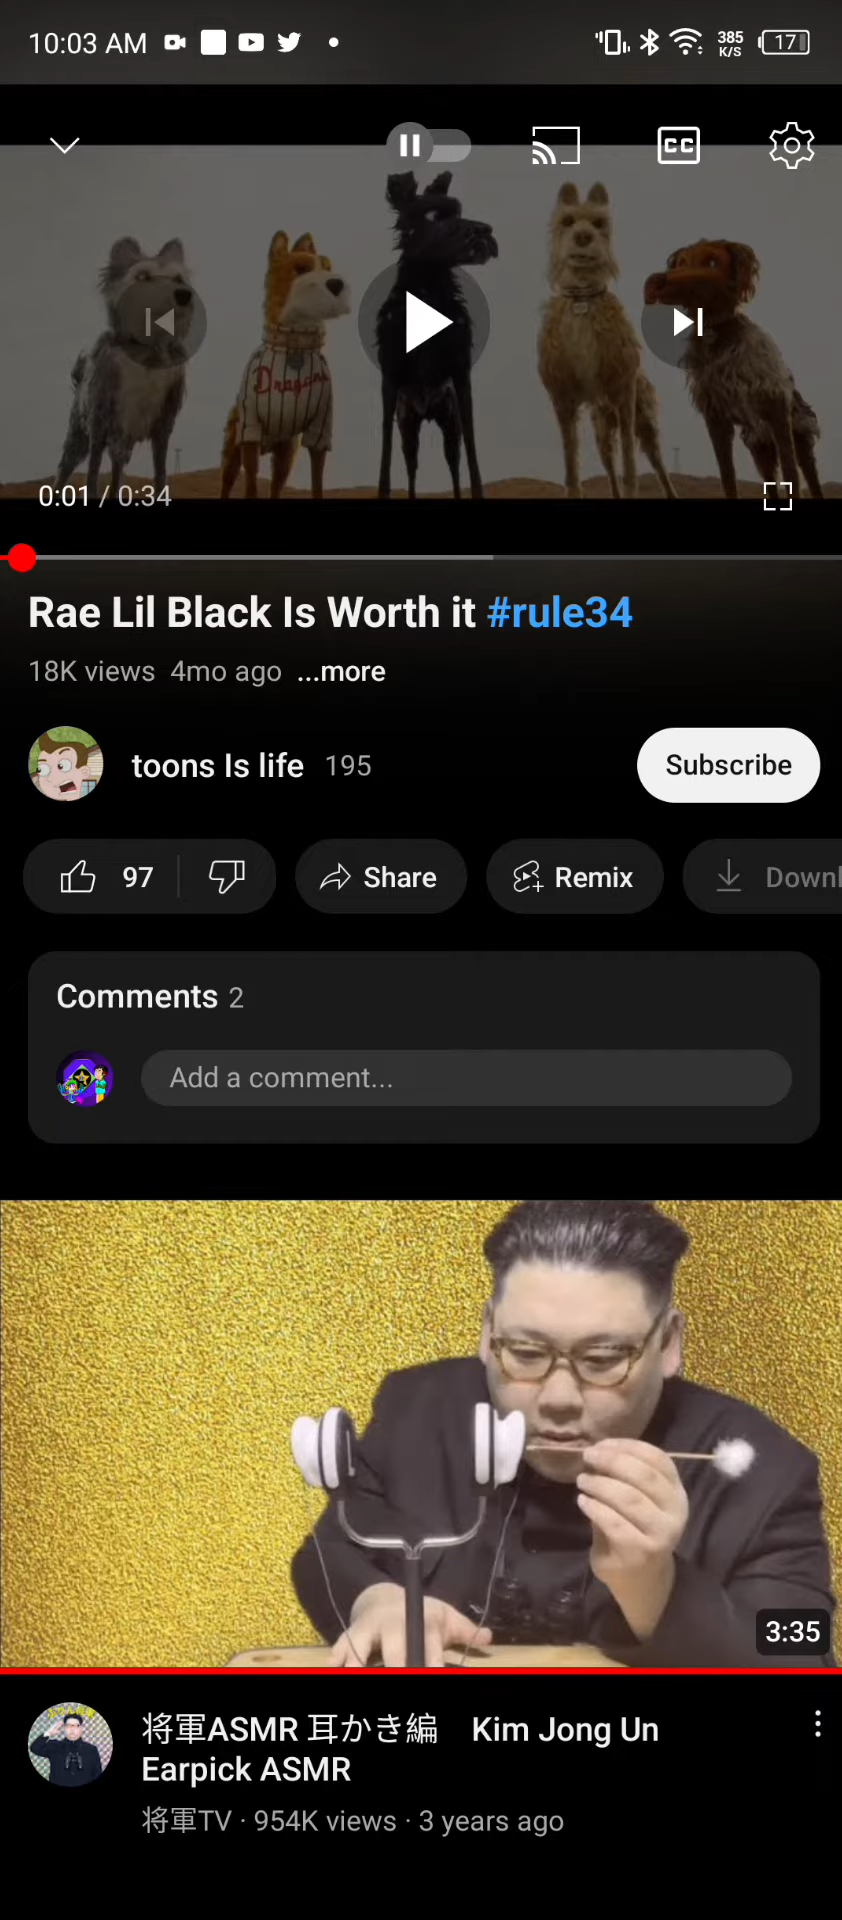 10:03 AM
385
K/S
17
CC
Dragons
0:01 / 0:34
Rae Lil Black Is Worth it #rule34
18K views 4mo ago ...more
toons Is life 195
Subscribe
97
Share
Remix
Downl
Comments 2
Add a comment...
3:35
将軍ASMR 耳かき編 Kim Jong Un
Earpick ASMR
将軍TV · 954K views · 3 years ago